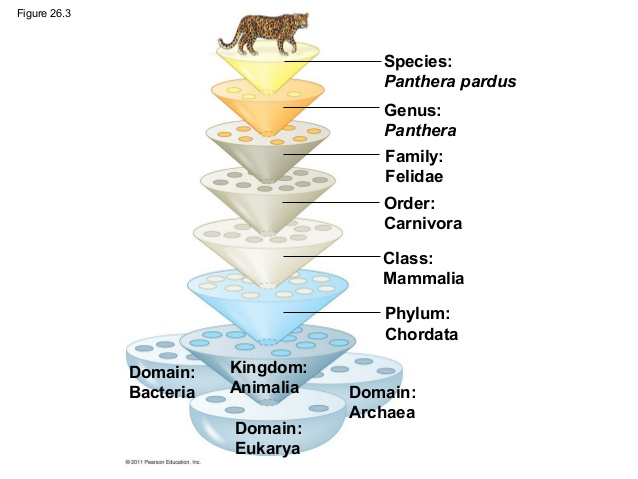 Figure 26.3
Species:
Panthera pardus
Genus:
Panthera
Family:
Felidae
Order:
Carnivora
Class:
Mammalia
Phylum:
Chordata
Kingdom:
Animalia
Domain:
Bacteria
Domain:
Archaea
Domain:
Eukarya
© 2011 Pearson Education, Inc.